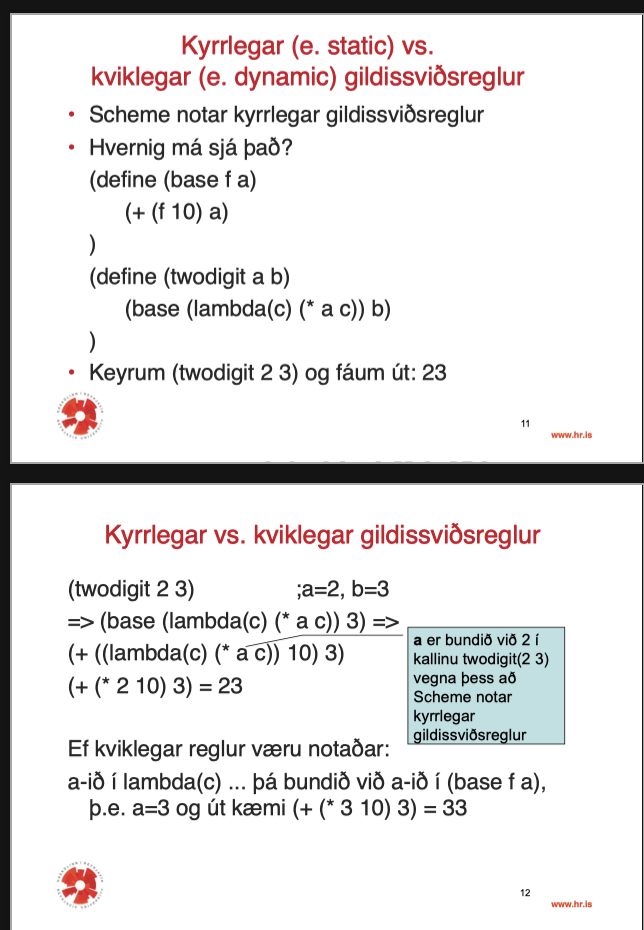 Kyrrlegar (e. static) vs.
kviklegar (e. dynamic) gildissviðsreglur
• Scheme notar kyrrlegar gildissviðsreglur
• Hvernig má sjá það?
(define (base f a)
(+ (f 10) a)
)
(define (twodigit a b)
(base (lambda(c) (* a c)) b)
)
• Keyrum (twodigit 2 3) og fáum út: 23
11
www.hr.is
Kyrrlegar vs. kviklegar gildissviðsreglur
(twodigit 2 3) ;a=2, b=3
=> (base (lambda(c) (* a c)) 3) =>
(+ ((lambda(c) (* a c)) 10) 3)
(+ (* 2 10) 3) = 23
a er bundið við 2 í
kallinu twodigit(2 3)
vegna þess að
Scheme notar
kyrrlegar
gildissviðsreglur
Ef kviklegar reglur væru notaðar:
a-ið í lambda(c) ... þá bundið við a-ið í (base f a),
þ.e. a=3 og út kæmi (+ (* 3 10) 3) = 33
12
www.hr.is